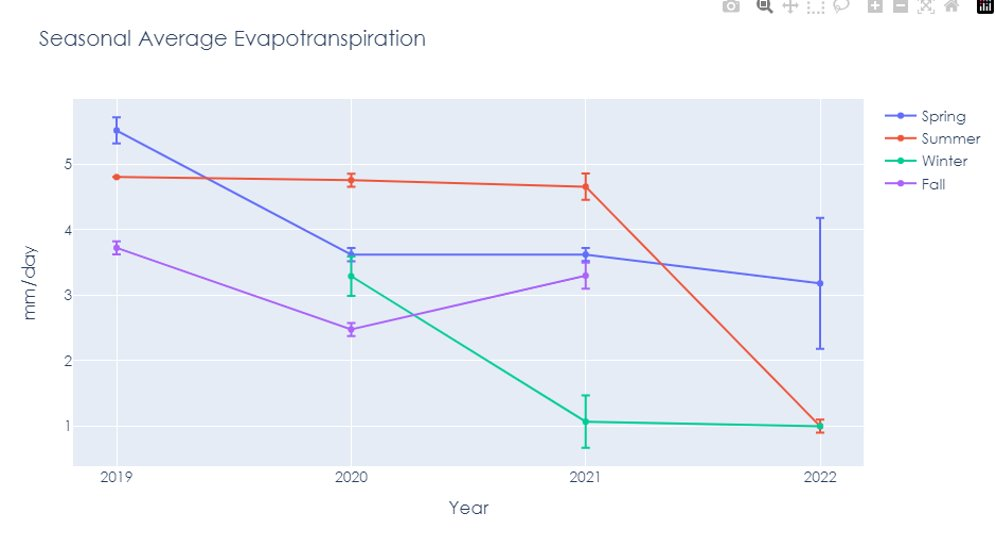 Seasonal Average Evapotranspiration
Spring
Summer
Winter
Fall
5
4
3
2
1
mm/day
2019 2020 2021 2022
Year